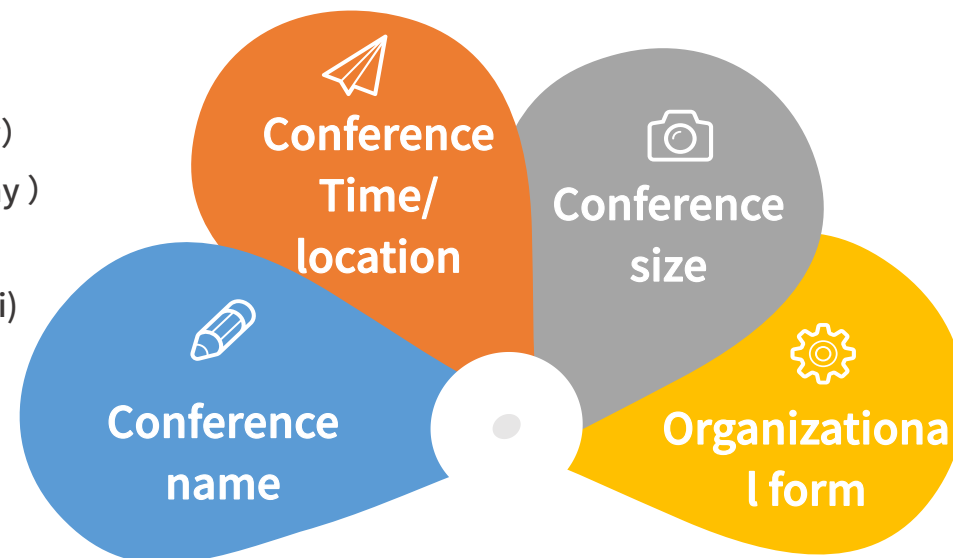 )
y )
i)
Conference
Time/
location
Conference
size
Conference
name
Organizationa
l form